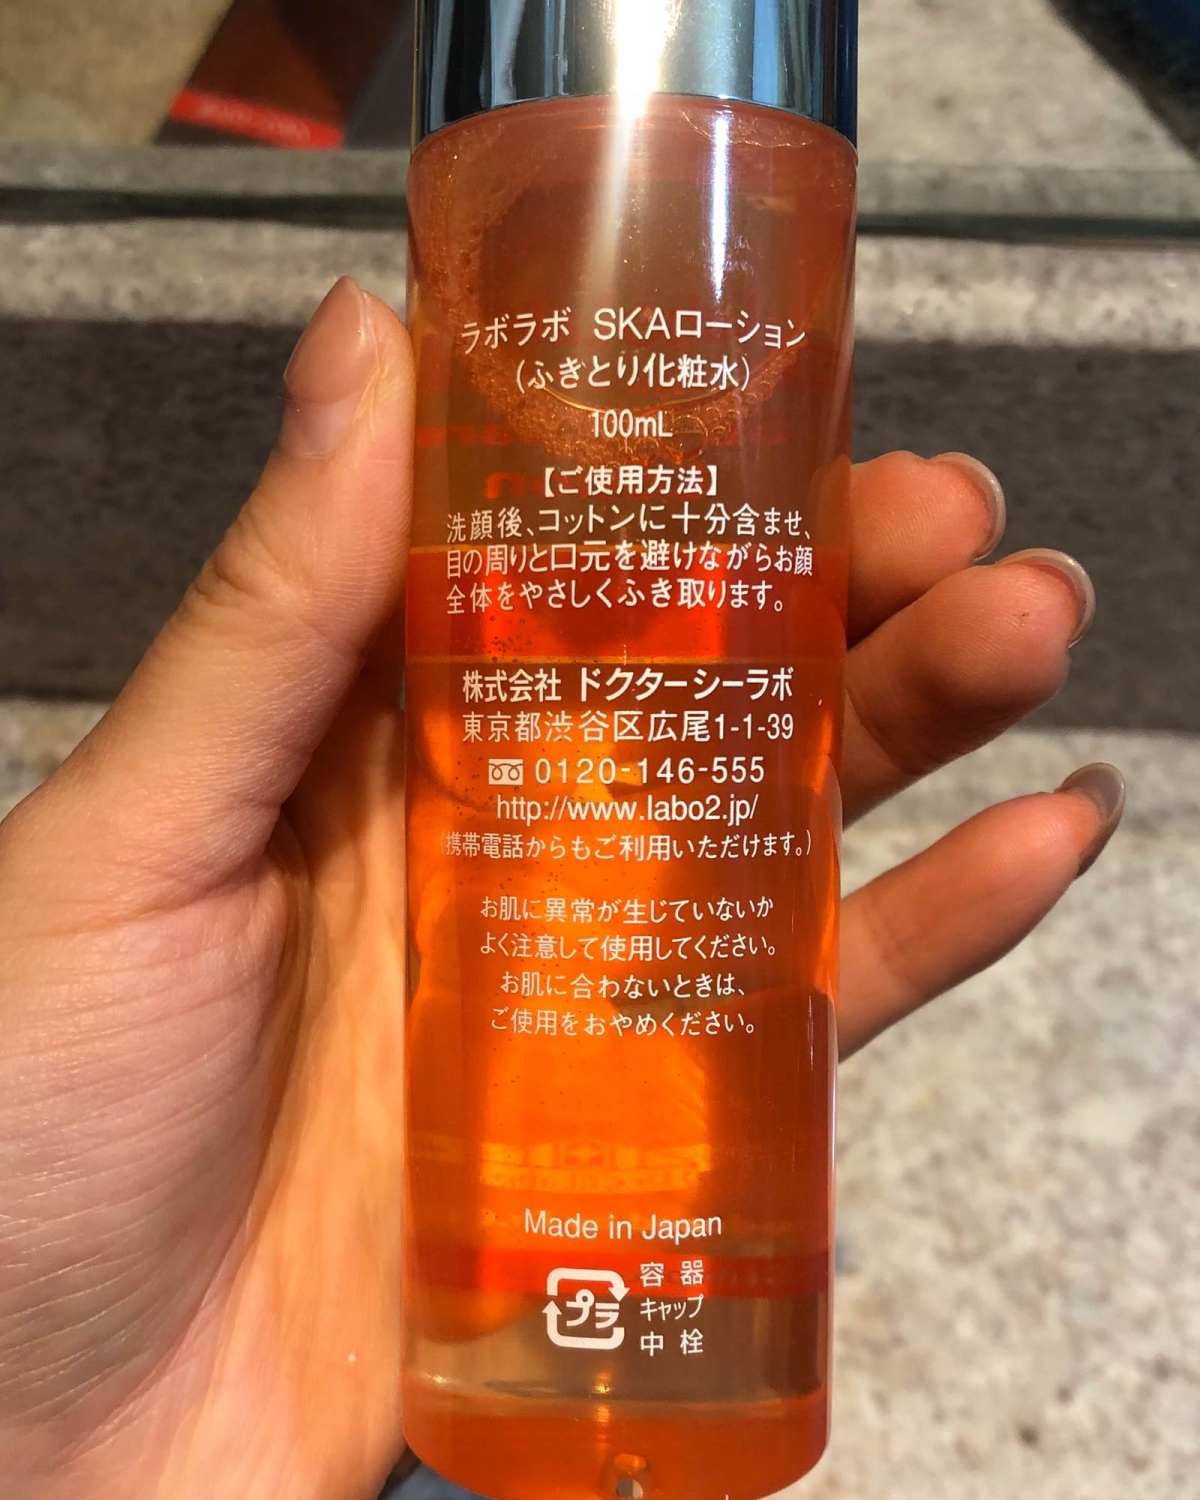 ラボラボ SKAローション
(ふきとり化粧水)
100mL
【ご使用方法】
洗顔後、コットンに十分含ませ、
目の周りと口元を避けながらお顔
全体をやさしくふき取ります。
株式会社 ドクターシーラボ
東京都渋谷区広尾1-1-39
0120-146-555
http://www.labo2.jp/
(携帯電話からもご利用いただけます。)
お肌に異常が生じていないか
よく注意して使用してください。
お肌に合わないときは、
ご使用をおやめください。
Made in Japan
プラ
容器
キャップ
中栓